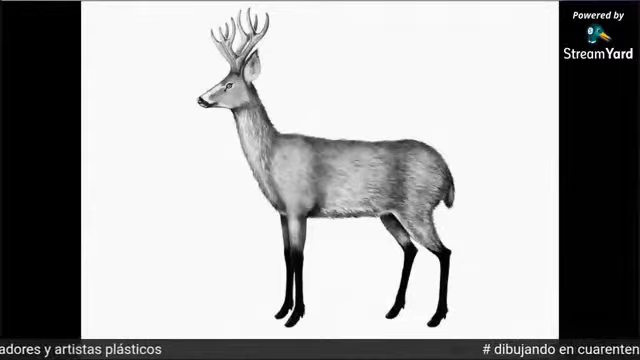 Powered by
StreamYard
adores y artistas plásticos
# dibujando en cuarenten